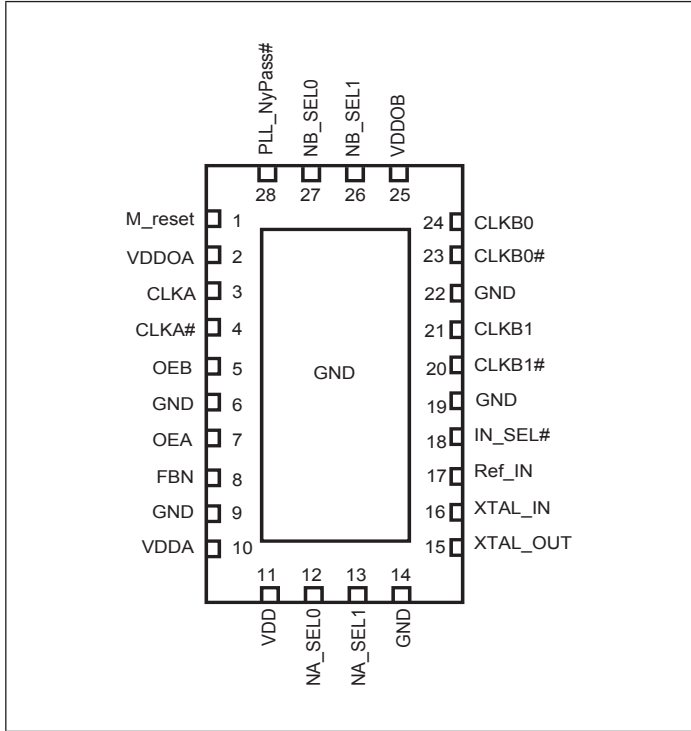 PLL_NyPass#
NB_SEL0
NB_SEL1
VDDOB
28 27 26 25
M_reset 1
VDDOA 2
CLKA 3
CLKA# 4
OEB 5
GND 6
OEA 7
FBN 8
GND 9
VDDA 10
GND
24 CLKB0
23 CLKB0#
22 GND
21 CLKB1
20 CLKB1#
19 GND
18 IN_SEL#
17 Ref_IN
16 XTAL_IN
15 XTAL_OUT
11 12 13 14
VDD
NA_SEL0
NA_SEL1
GND